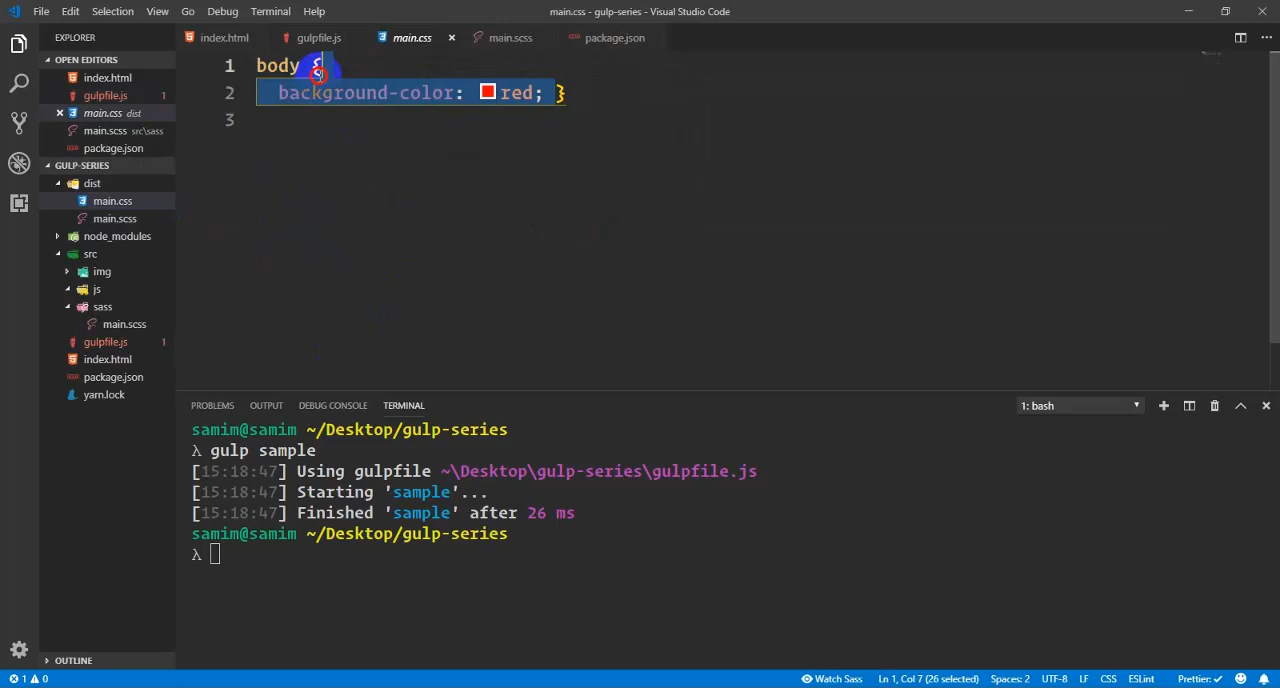 File Edit Selection View Go Debug Terminal Help
main.css - gulp-series - Visual Studio Code
EXPLORER
OPEN EDITORS
index.html
gulpfile.js 1
main.css dist
main.scss src\sass
package.json
GULP-SERIES
dist
main.css
main.scss
node_modules
src
img
js
sass
main.scss
gulpfile.js 1
index.html
package.json
yarn.lock
OUTLINE
index.html gulpfile.js main.css main.scss package.json
1 body {
2 background-color: red; }
3
PROBLEMS OUTPUT DEBUG CONSOLE TERMINAL
1: bash
samim@samim ~/Desktop/gulp-series
λ gulp sample
[15:18:47] Using gulpfile ~\Desktop\gulp-series\gulpfile.js
[15:18:47] Starting 'sample'...
[15:18:47] Finished 'sample' after 26 ms
samim@samim ~/Desktop/gulp-series
λ
1 0
Watch Sass Ln 1, Col 7 (26 selected) Spaces: 2 UTF-8 LF CSS ESLint Prettier: ✓